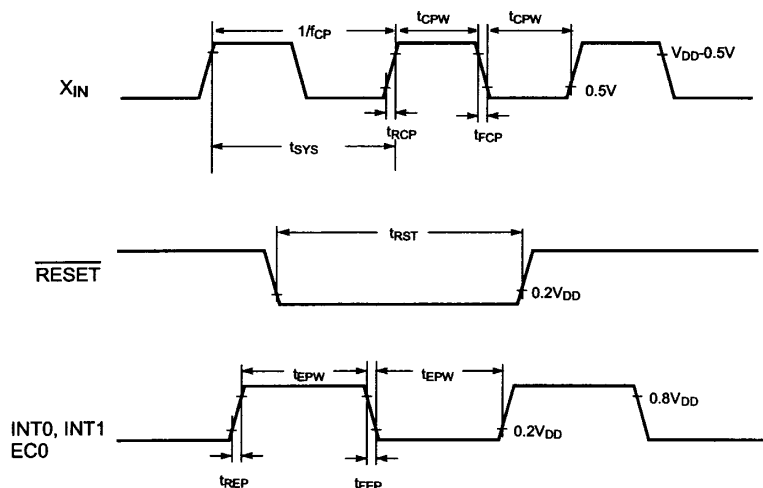 1/fCP
tCPW
tCPW
XIN
VDD-0.5V
0.5V
tRCP
tFCP
tSYS
tRST
RESET
0.2VDD
tEPW
tEPW
INT0, INT1
EC0
0.8VDD
0.2VDD
tREP
tFEP